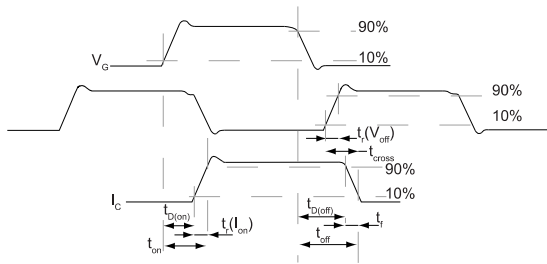 90%
V_G
10%
90%
10%
t_r(V_off)
t_cross
90%
I_C
10%
t_D(on)
t_r(I_on)
t_D(off)
t_f
t_on
t_off